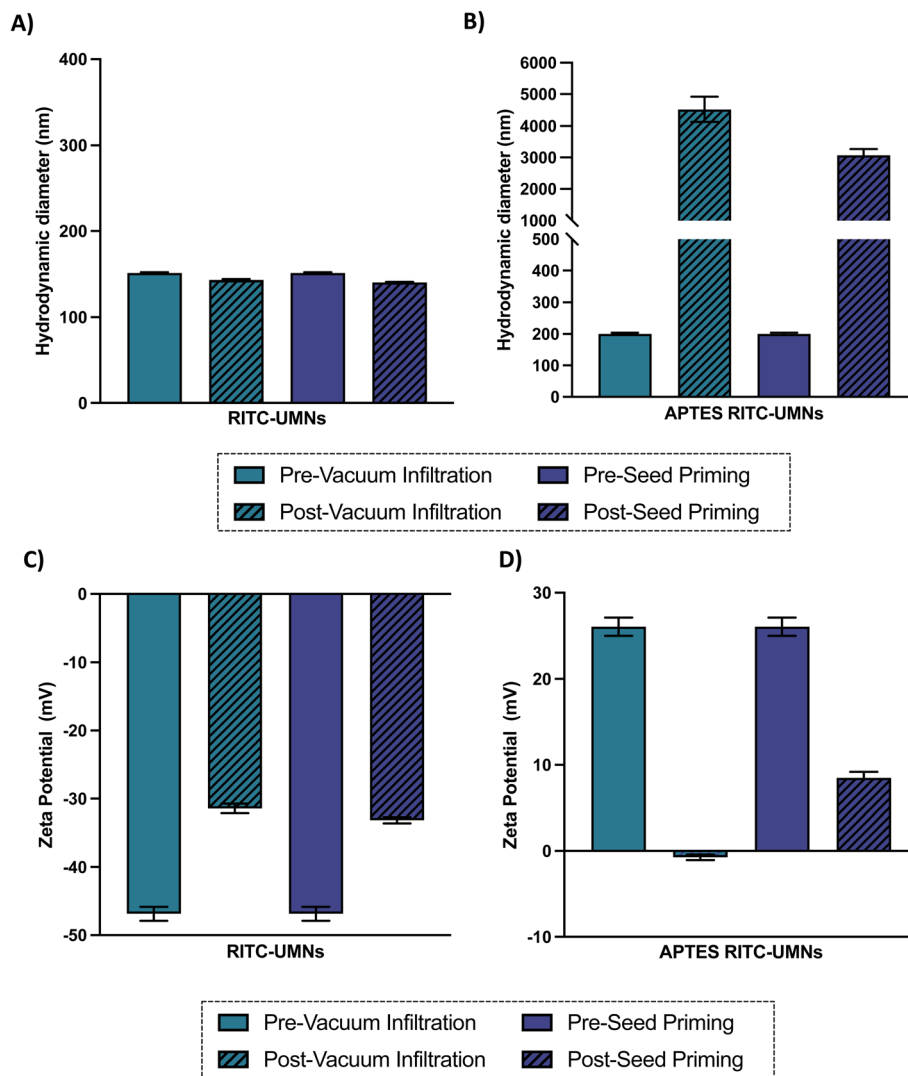 A)
Hydrodynamic diameter (nm)
400
300
200
100
0
RITC-UMNs
B)
Hydrodynamic diameter (nm)
6000
5000
4000
3000
2000
1000
500
400
300
200
100
0
APTES RITC-UMNs
Pre-Vacuum Infiltration
Pre-Seed Priming
Post-Vacuum Infiltration
Post-Seed Priming
C)
Zeta Potential (mV)
0
-10
-20
-30
-40
-50
RITC-UMNs
D)
Zeta Potential (mV)
30
20
10
0
-10
APTES RITC-UMNs
Pre-Vacuum Infiltration
Pre-Seed Priming
Post-Vacuum Infiltration
Post-Seed Priming